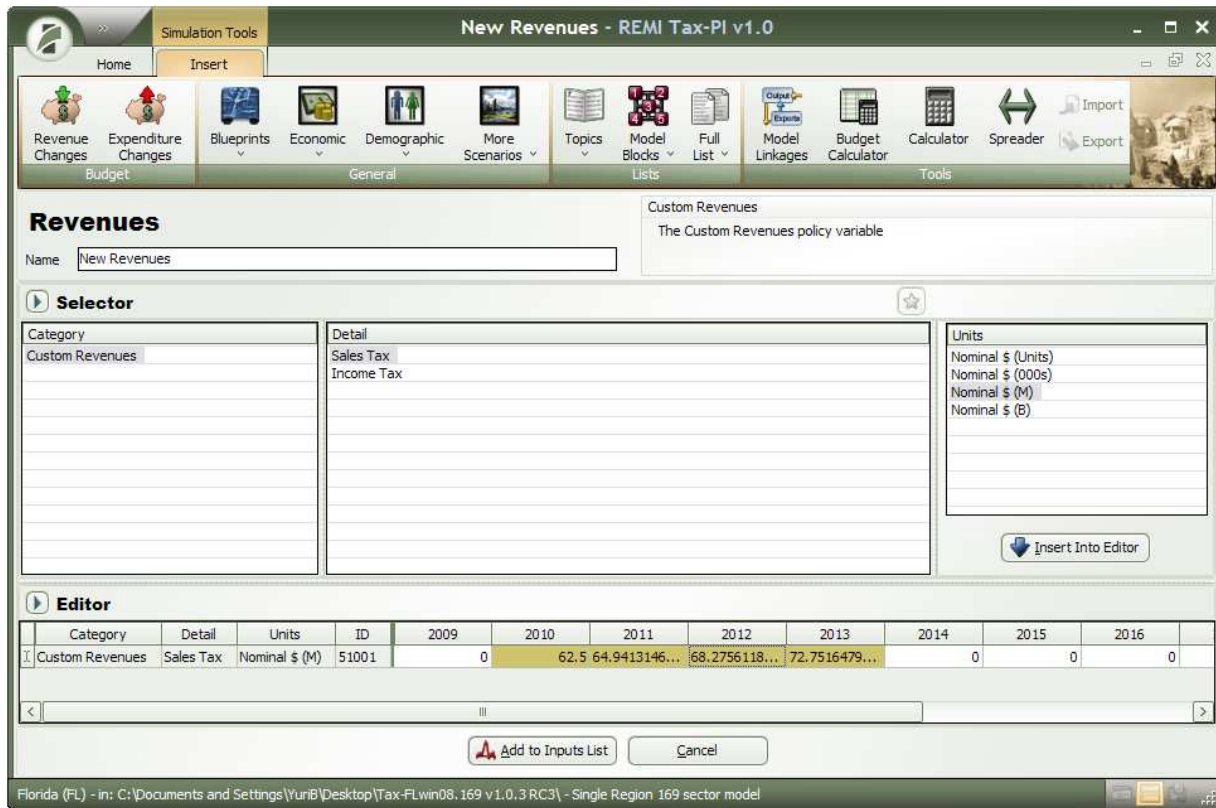 Simulation Tools
New Revenues - REMI Tax-PI v1.0
Home Insert
Revenue Changes
Expenditure Changes
Blueprints
Economic
Demographic
More Scenarios
Topics
Model Blocks
Full List
Model Linkages
Budget Calculator
Calculator
Spreader
Import
Export
Budget General Lists Tools
Revenues
Name New Revenues
Custom Revenues
The Custom Revenues policy variable
Selector
Category
Custom Revenues
Detail
Sales Tax
Income Tax
Units
Nominal $ (Units)
Nominal $ (000s)
Nominal $ (M)
Nominal $ (B)
Insert Into Editor
Editor
Category Detail Units ID 2009 2010 2011 2012 2013 2014 2015 2016
Custom Revenues Sales Tax Nominal $ (M) 51001 0 62.5 64.9413146... 68.2756118... 72.7516479... 0 0 0
Add to Inputs List Cancel
Florida (FL) - in: C:\Documents and Settings\YuriB\Desktop\Tax-FLwin08.169 v1.0.3 RC3\ - Single Region 169 sector model